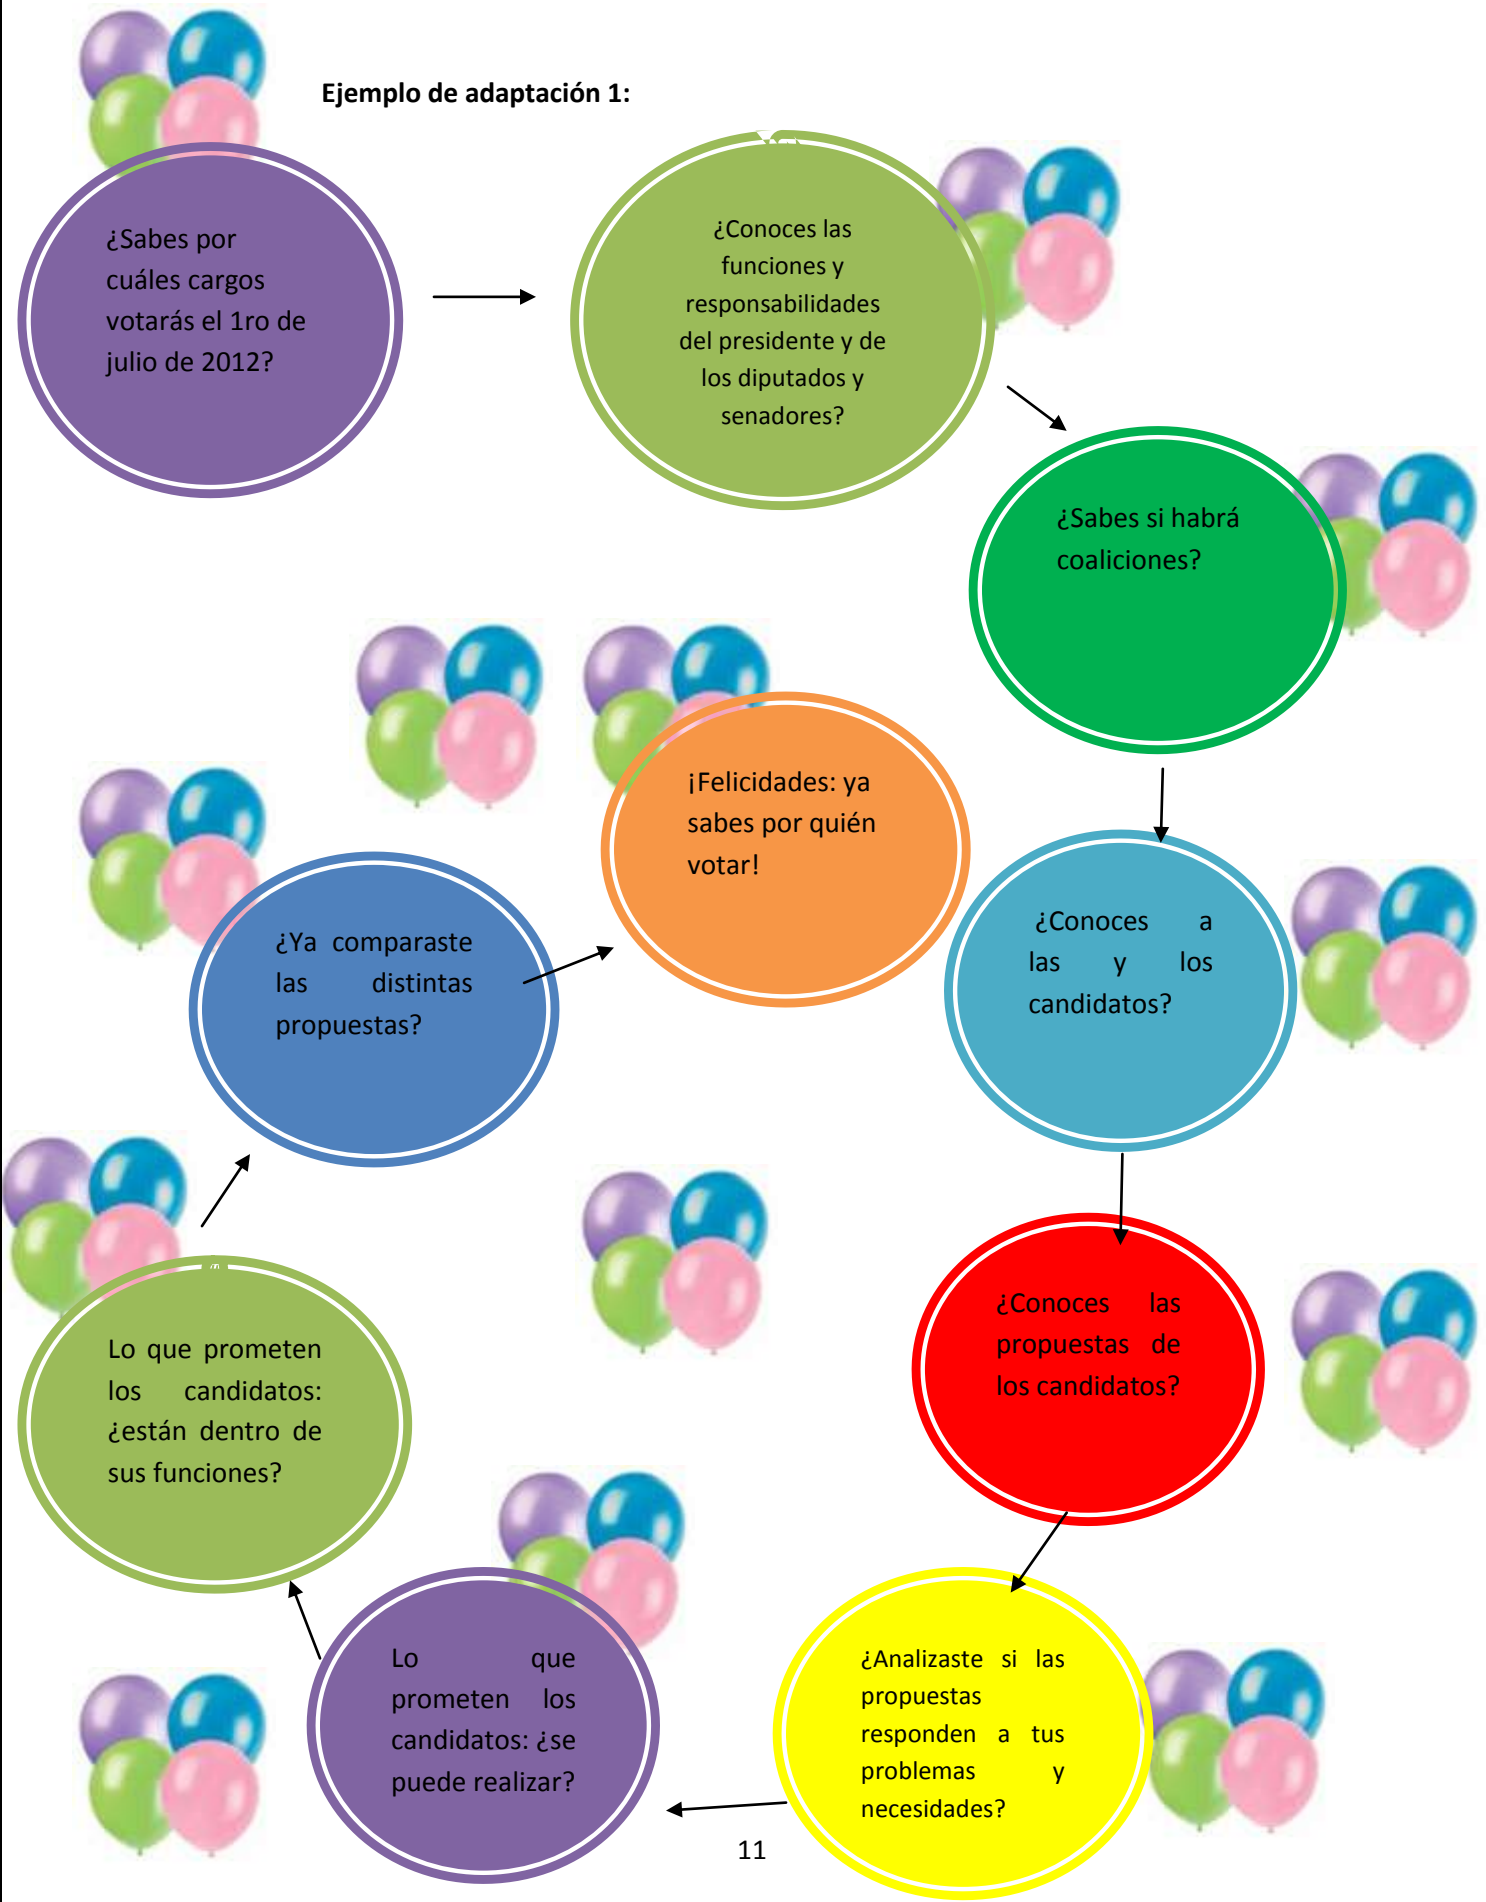 Ejemplo de adaptación 1:
¿Sabes por
cuáles cargos
votarás el 1ro de
julio de 2012?
¿Conoces las
funciones y
responsabilidades
del presidente y de
los diputados y
senadores?
¿Sabes si habrá
coaliciones?
¿Conoces a
las y los
candidatos?
¿Conoces las
propuestas de
los candidatos?
¿Analizaste si las
propuestas
responden a tus
problemas y
necesidades?
Lo que
prometen los
candidatos: ¿se
puede realizar?
Lo que prometen
los candidatos:
¿están dentro de
sus funciones?
¿Ya comparaste
las distintas
propuestas?
¡Felicidades: ya
sabes por quién
votar!
11